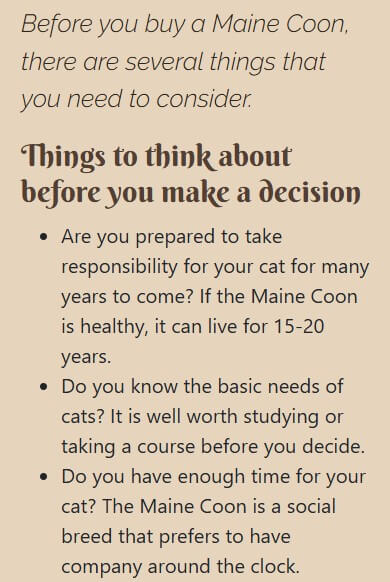 Before you buy a Maine Coon,
there are several things that
you need to consider.
Things to think about
before you make a decision
• Are you prepared to take
responsibility for your cat for many
years to come? If the Maine Coon
is healthy, it can live for 15-20
years.
• Do you know the basic needs of
cats? It is well worth studying or
taking a course before you decide.
• Do you have enough time for your
cat? The Maine Coon is a social
breed that prefers to have
company around the clock.